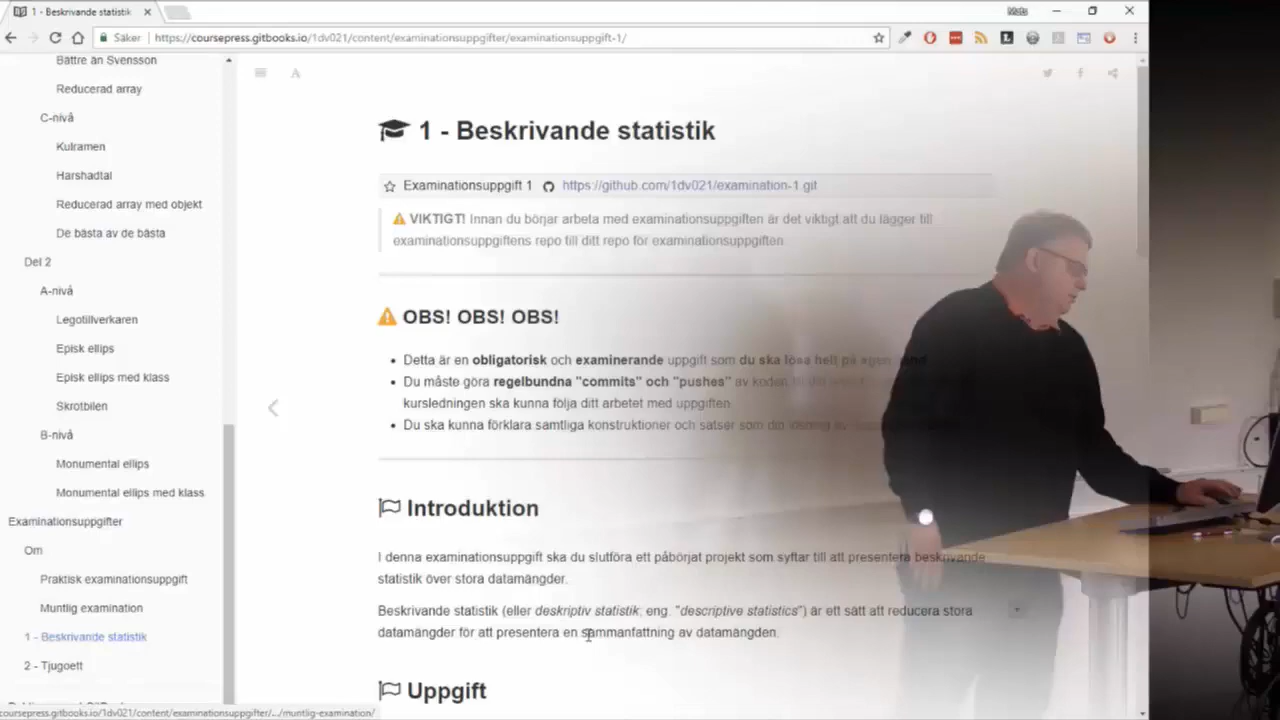 1 - Beskrivande statistik
Mats
Säker
https://coursepress.gitbooks.io/1dv021/content/examinationsuppgifter/examinationsuppgift-1/
Bättre än Svensson
Reducerad array
C-nivå
Kulramen
Harshadtal
Reducerad array med objekt
De bästa av de bästa
Del 2
A-nivå
Legotillverkaren
Episk ellips
Episk ellips med klass
Skrotbilen
B-nivå
Monumental ellips
Monumental ellips med klass
Examinationsuppgifter
Om
Praktisk examinationsuppgift
Muntlig examination
1 - Beskrivande statistik
2 - Tjugoett
coursepress.gitbooks.io/1dv021/content/examinationsuppgifter/.../muntlig-examination/
A
1 - Beskrivande statistik
Examinationsuppgift 1 https://github.com/1dv021/examination-1.git
VIKTIGT! Innan du börjar arbeta med examinationsuppgiften är det viktigt att du lägger till
examinationsuppgiftens repo till ditt repo för examinationsuppgiften.
OBS! OBS! OBS!
Detta är en obligatorisk och examinerande uppgift som du ska lösa helt på egen hand.
Du måste göra regelbundna "commits" och "pushes" av koden till ditt
kursledningen ska kunna följa ditt arbetet med uppgiften.
Du ska kunna förklara samtliga konstruktioner och satser som din lösning av
Introduktion
I denna examinationsuppgift ska du slutföra ett påbörjat projekt som syftar till att presentera beskrivande
statistik över stora datamängder.
Beskrivande statistik (eller deskriptiv statistik; eng. "descriptive statistics") är ett sätt att reducera stora
datamängder för att presentera en sammanfattning av datamängden.
Uppgift